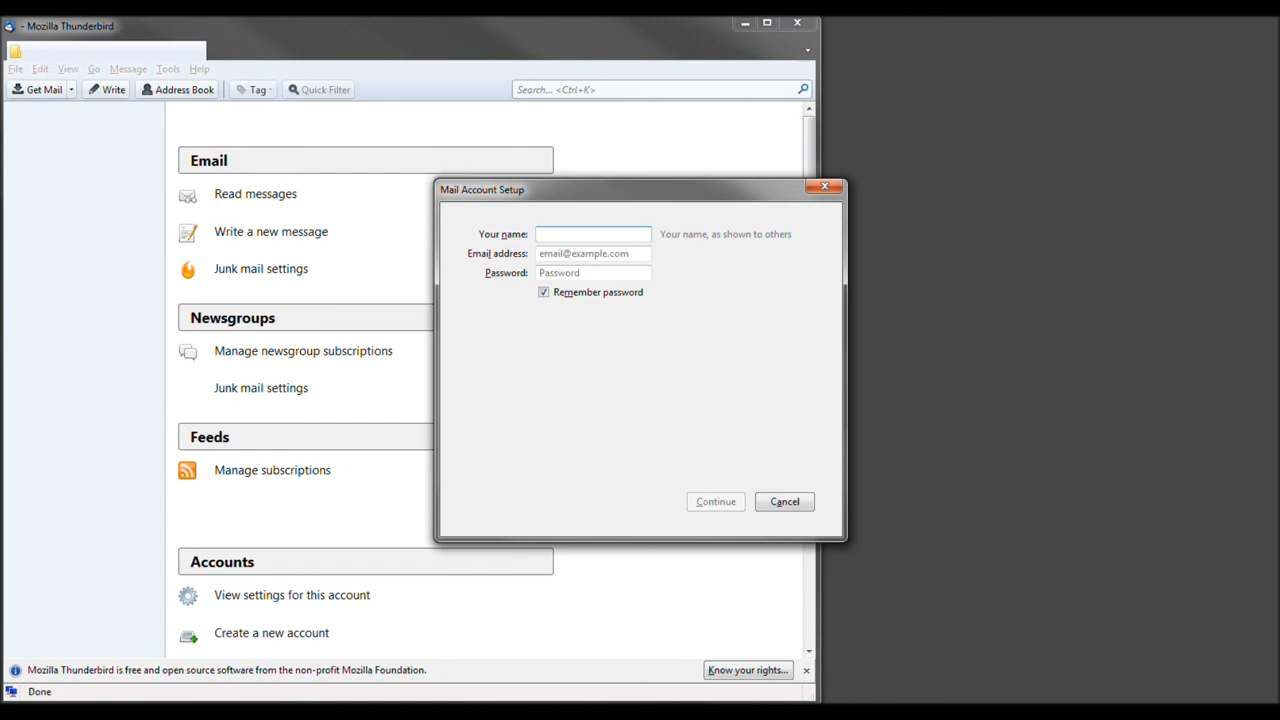 - Mozilla Thunderbird
File Edit View Go Message Tools Help
Get Mail Write Address Book Tag Quick Filter Search... <Ctrl+K>
Email
Read messages
Write a new message
Junk mail settings
Newsgroups
Manage newsgroup subscriptions
Junk mail settings
Feeds
Manage subscriptions
Accounts
View settings for this account
Create a new account
Mail Account Setup
Your name: Your name, as shown to others
Email address: email@example.com
Password: Password
Remember password
Continue Cancel
Mozilla Thunderbird is free and open source software from the non-profit Mozilla Foundation. Know your rights...
Done